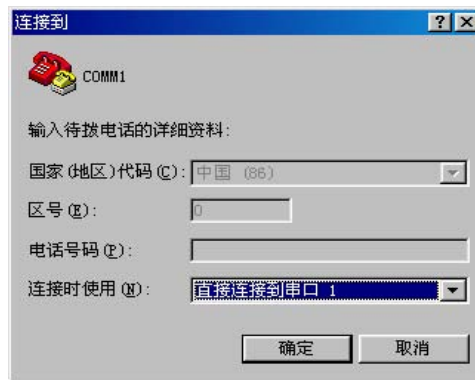 连接到
COMM1
输入待拨电话的详细资料:
国家(地区)代码(C): 中国 (86)
区号(E): 0
电话号码(P):
连接时使用(N): 直接连接到串口 1
确定 取消